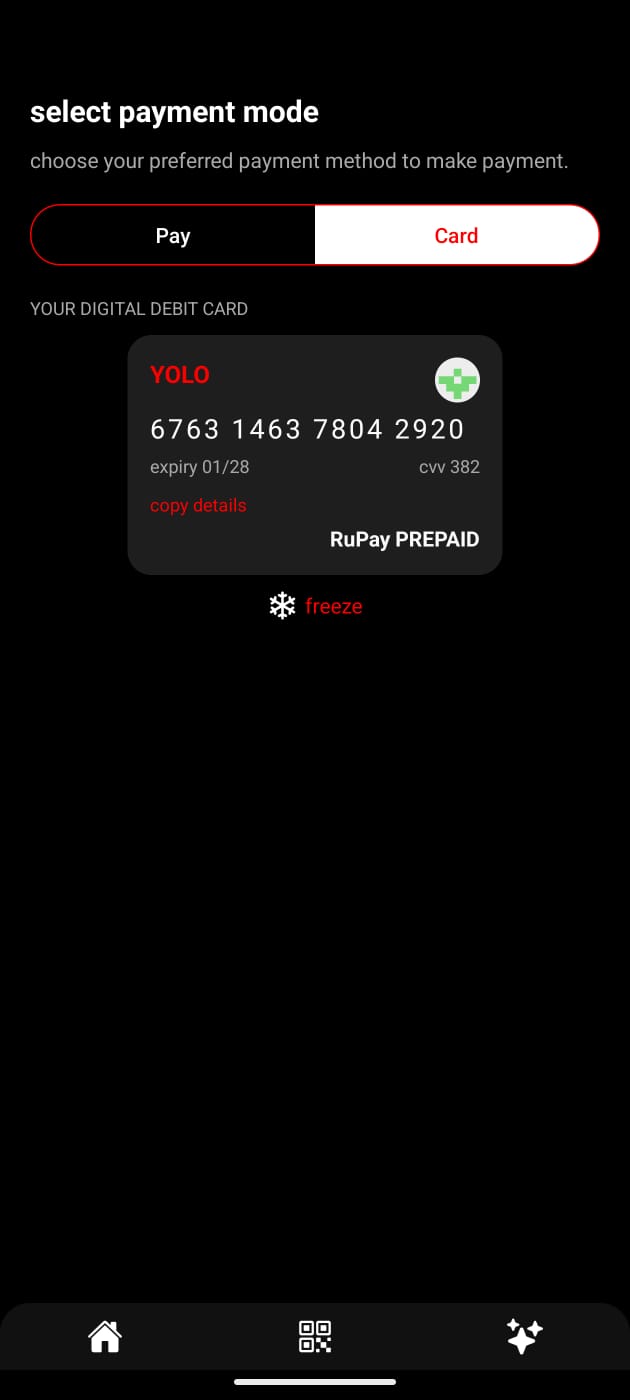 select payment mode
choose your preferred payment method to make payment.
Pay
Card
YOUR DIGITAL DEBIT CARD
YOLO
6763 1463 7804 2920
expiry 01/28
cvv 382
copy details
RuPay PREPAID
freeze